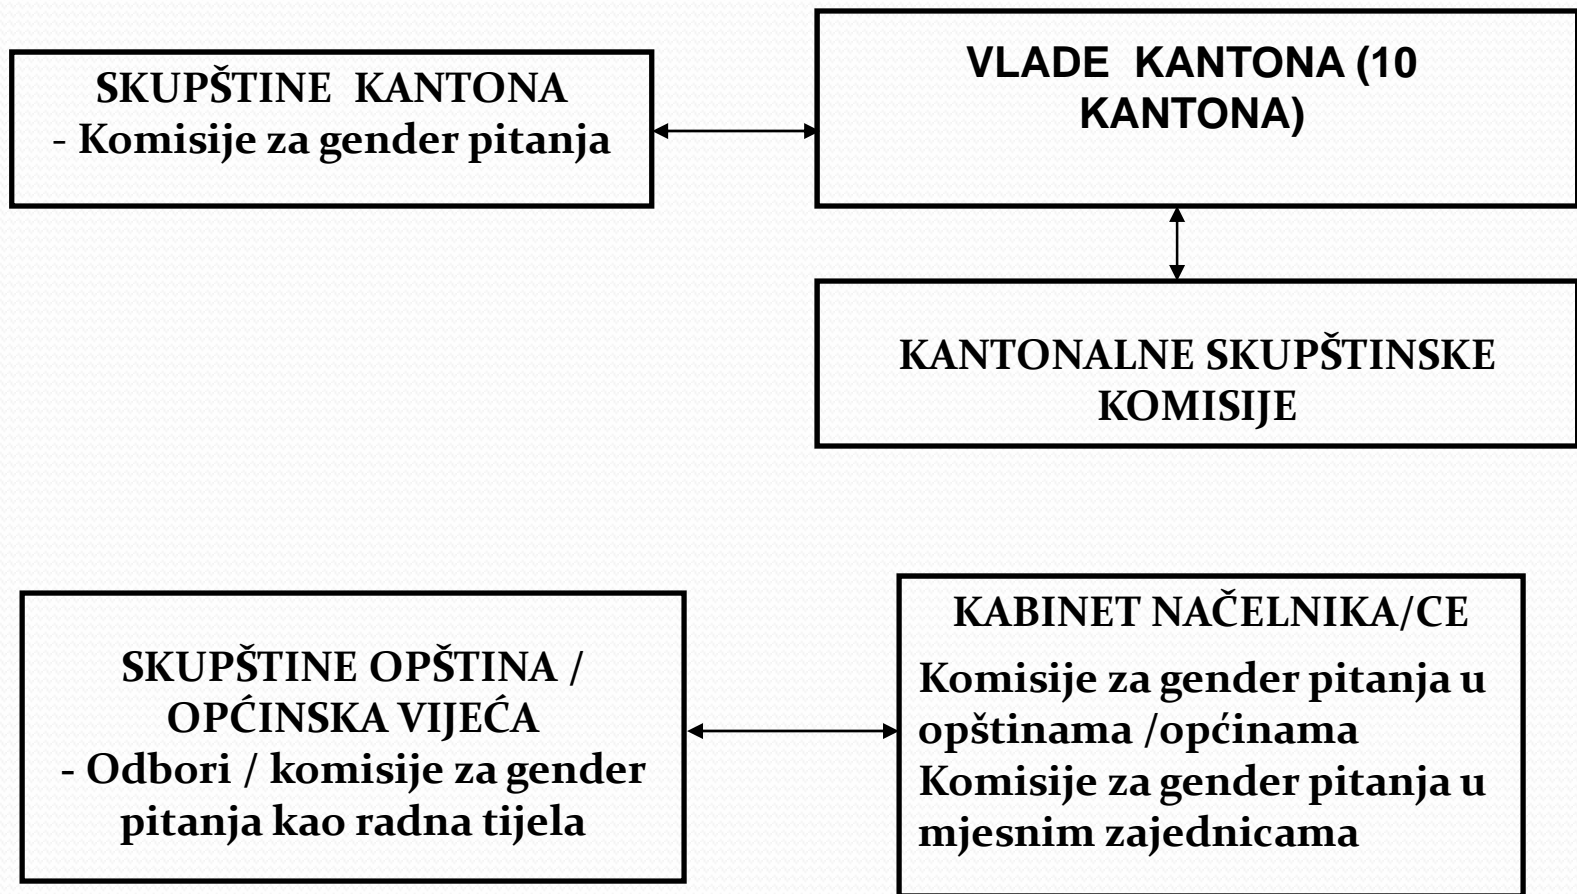 SKUPŠTINE KANTONA
- Komisije za gender pitanja
VLADE KANTONA (10
KANTONA)
KANTONALNE SKUPŠTINSKE
KOMISIJE
SKUPŠTINE OPŠTINA /
OPĆINSKA VIJEĆA
- Odbori / komisije za gender
pitanja kao radna tijela
KABINET NAČELNIKA/CE
Komisije za gender pitanja u
opštinama /općinama
Komisije za gender pitanja u
mjesnim zajednicama